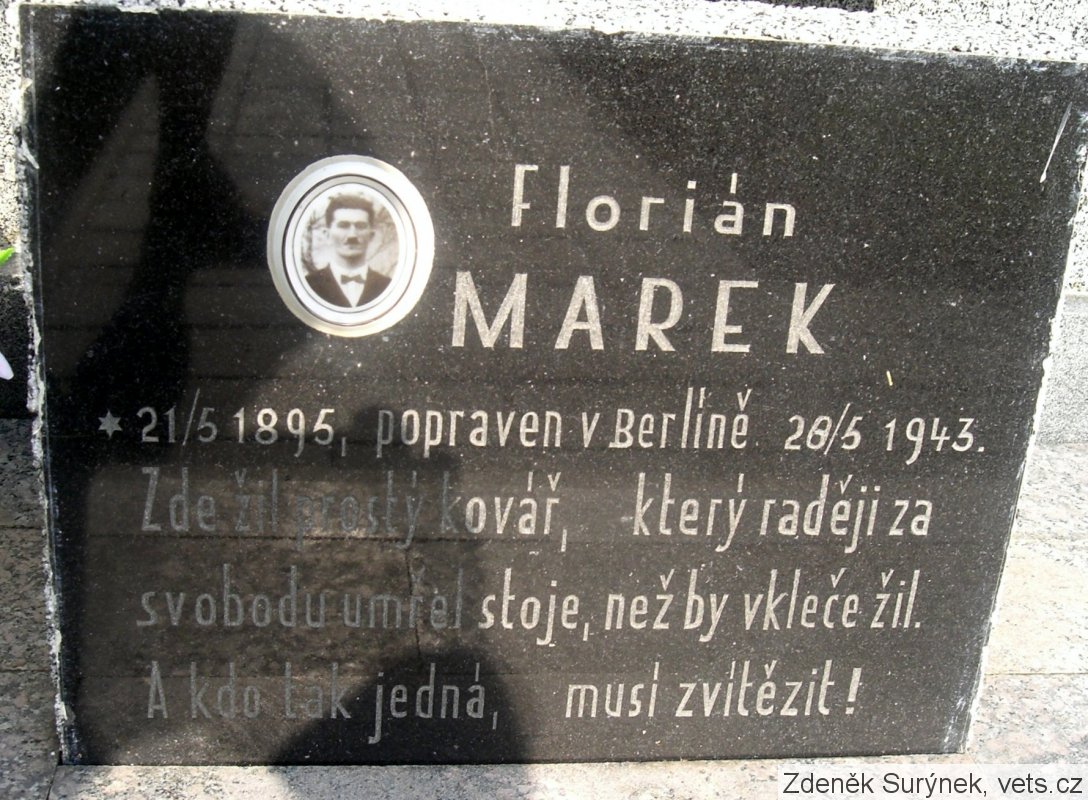 Florián
MAREK
* 21/5 1895, popraven v Berlíně 28/5 1943.
Zde žil prostý kovář, který raději za
svobodu umřel stoje, než by vkleče žil.
A kdo tak jedná, musí zvítězit!
Zdeněk Surýnek, vets.cz